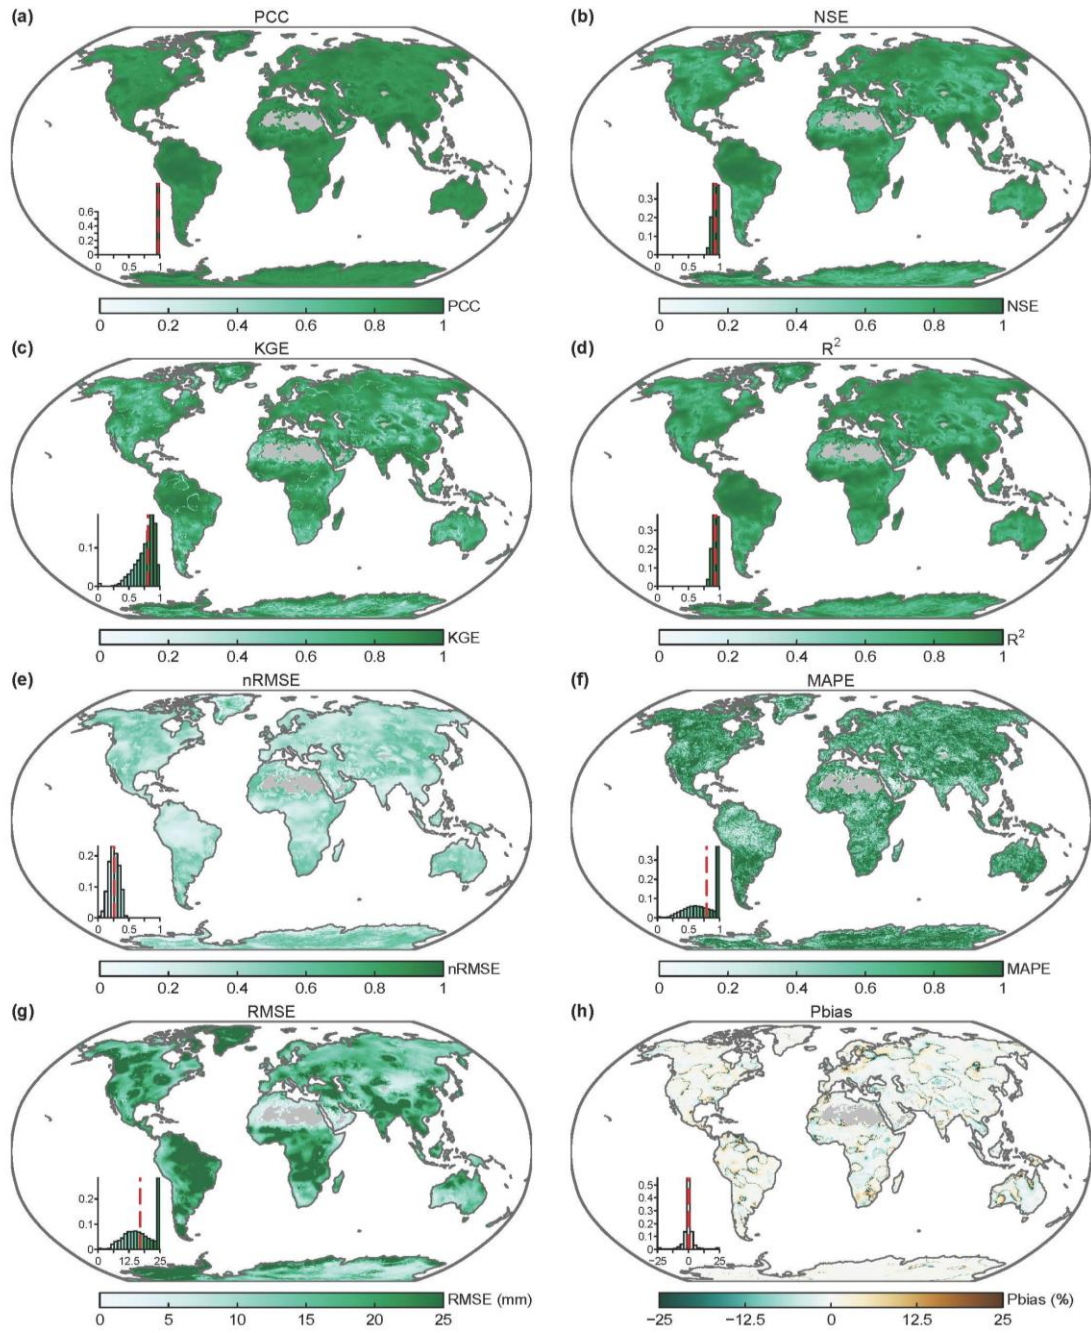 (a)
PCC
0.6
0.4
0.2
0
0 0.5 1
0 0.2 0.4 0.6 0.8 1
PCC
(b)
NSE
0.3
0.2
0.1
0
0 0.5 1
0 0.2 0.4 0.6 0.8 1
NSE
(c)
KGE
0.1
0
0 0.5 1
0 0.2 0.4 0.6 0.8 1
KGE
(d)
R²
0.3
0.2
0.1
0
0 0.5 1
0 0.2 0.4 0.6 0.8 1
R²
(e)
nRMSE
0.2
0.1
0
0 0.5 1
0 0.2 0.4 0.6 0.8 1
nRMSE
(f)
MAPE
0.3
0.2
0.1
0
0 0.5 1
0 0.2 0.4 0.6 0.8 1
MAPE
(g)
RMSE
0.2
0.1
0
0 12.5 25
0 5 10 15 20 25
RMSE (mm)
(h)
Pbias
0.5
0.4
0.3
0.2
0.1
0
-25 0 25
−25 −12.5 0 12.5 25
Pbias (%)